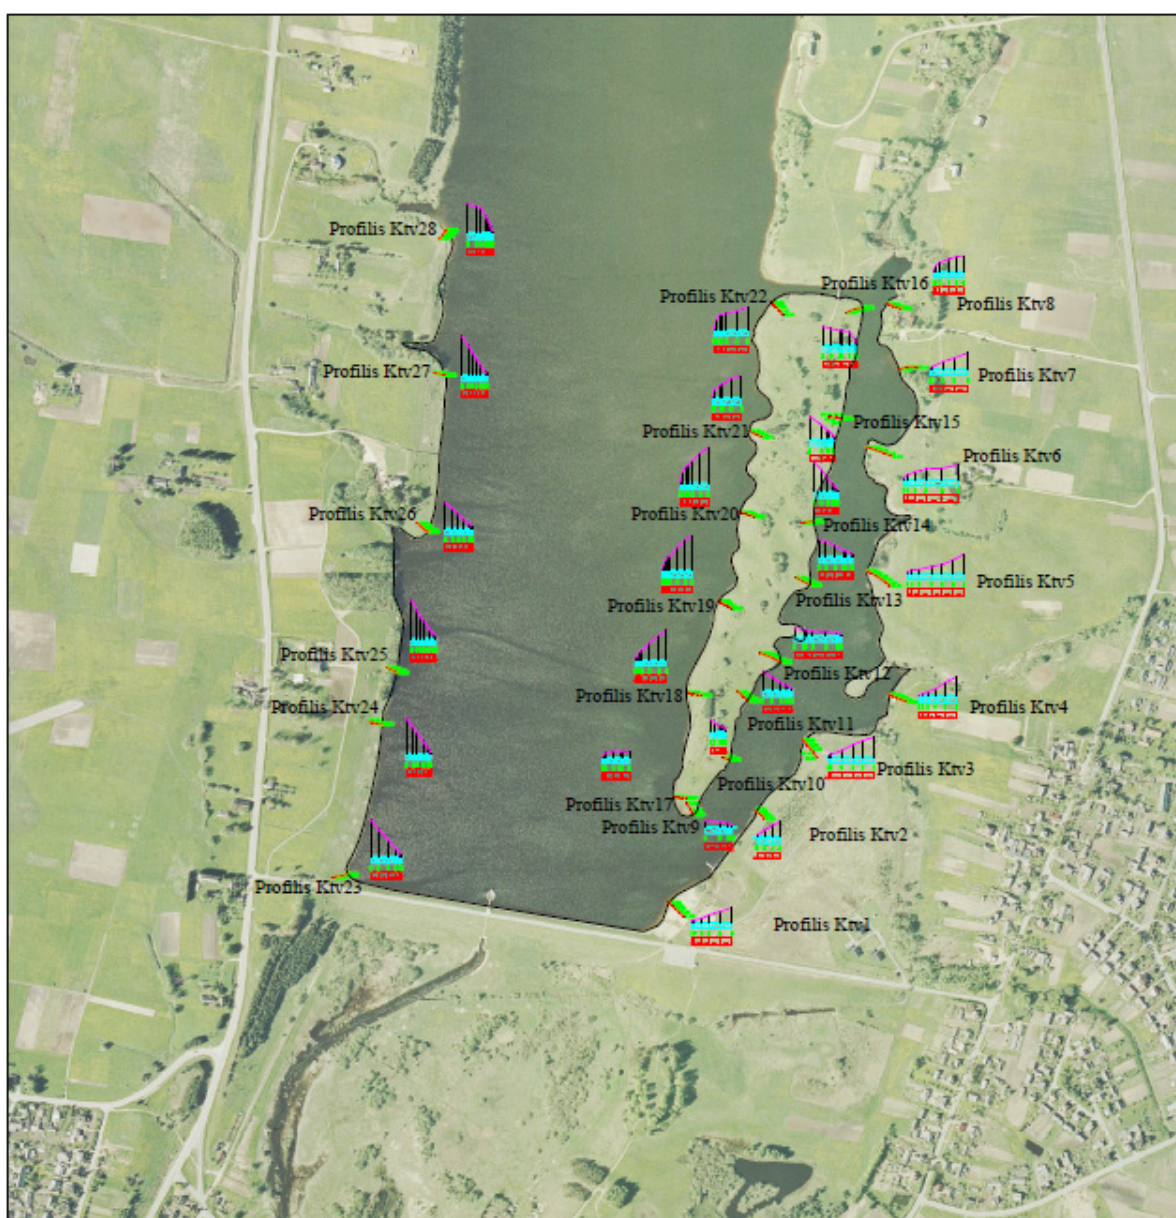 Profilis Ktv28
Profilis Ktv16
Profilis Ktv22
Profilis Ktv8
Profilis Ktv27
Profilis Ktv7
Profilis Ktv15
Profilis Ktv21
Profilis Ktv6
Profilis Ktv26
Profilis Ktv20
Profilis Ktv14
Profilis Ktv5
Profilis Ktv13
Profilis Ktv19
Profilis Ktv25
Profilis Ktv12
Profilis Ktv18
Profilis Ktv24
Profilis Ktv4
Profilis Ktv11
Profilis Ktv3
Profilis Ktv10
Profilis Ktv17
Profilis Ktv9
Profilis Ktv2
Profilis Ktv23
Profilis Ktv1